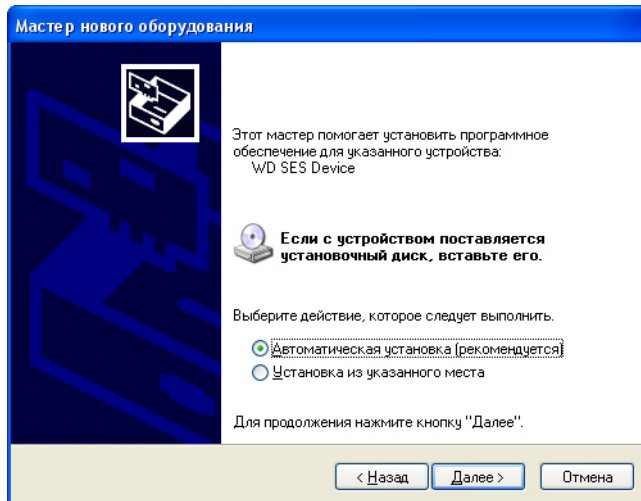 Мастер нового оборудования
Этот мастер помогает установить программное
обеспечение для указанного устройства:
WD SES Device
Если с устройством поставляется
установочный диск, вставьте его.
Выберите действие, которое следует выполнить.
Автоматическая установка (рекомендуется)
Установка из указанного места
Для продолжения нажмите кнопку "Далее".
< Назад Далее > Отмена